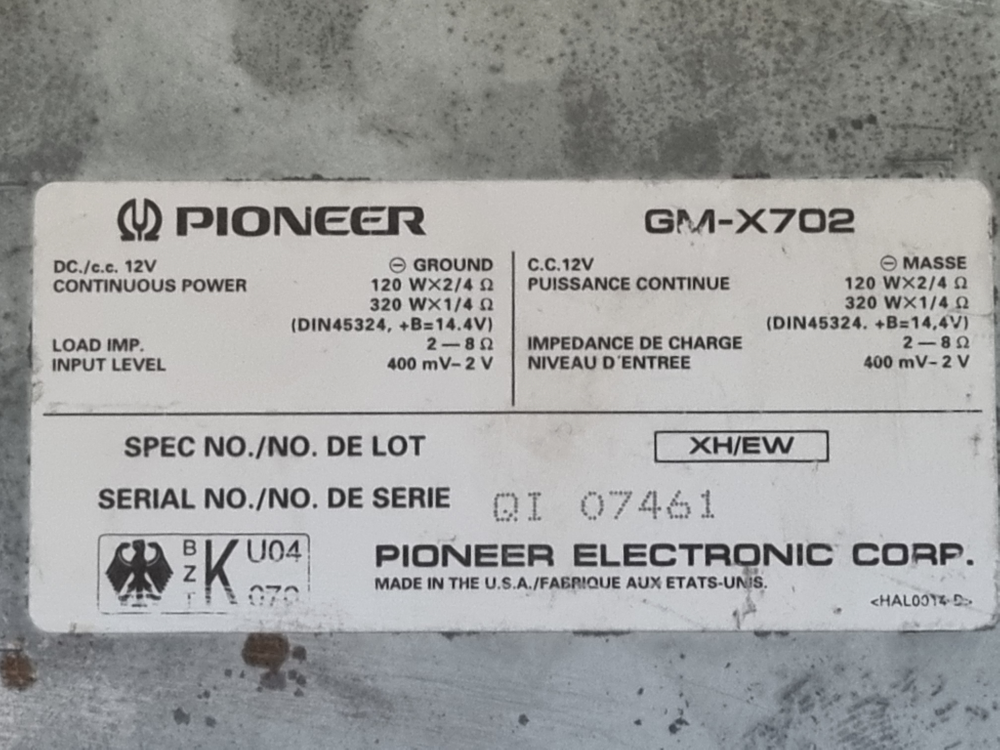 PIONEER GM-X702
DC./c.c. 12V ⊖ GROUND
CONTINUOUS POWER 120 W×2/4 Ω
320 W×1/4 Ω
(DIN45324, +B=14.4V)
LOAD IMP. 2 — 8 Ω
INPUT LEVEL 400 mV– 2 V
C.C.12V ⊖ MASSE
PUISSANCE CONTINUE 120 W×2/4 Ω
320 W×1/4 Ω
(DIN45324. +B=14,4V)
IMPEDANCE DE CHARGE 2 — 8 Ω
NIVEAU D'ENTREE 400 mV– 2 V
SPEC NO./NO. DE LOT XH/EW
SERIAL NO./NO. DE SERIE QI 07461
BZT K U04
PIONEER ELECTRONIC CORP.
MADE IN THE U.S.A./FABRIQUE AUX ETATS-UNIS.